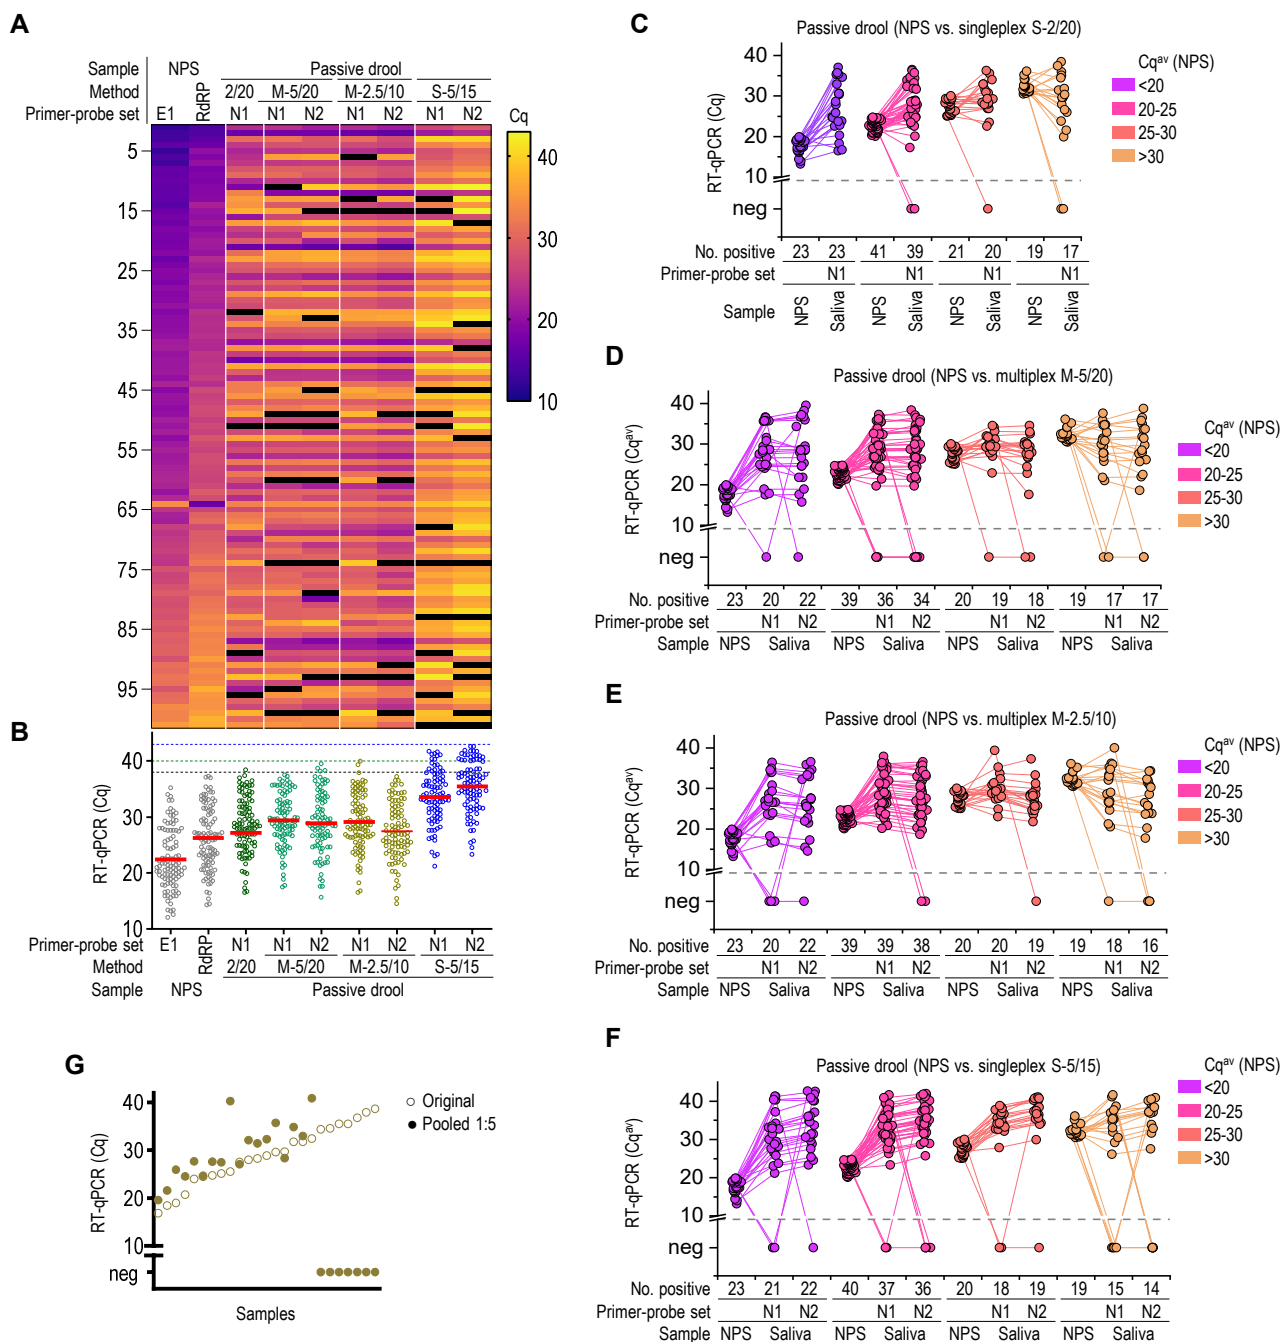 A
Sample NPS Passive drool
Method 2/20 M-5/20 M-2.5/10 S-5/15
Primer-probe set E1 RdRP N1 N1 N2 N1 N2 N1 N2
Cq
5
15
25
35
45
55
65
75
85
95
40
30
20
10
B
RT-qPCR (Cq)
40
30
20
10
Primer-probe set E1 RdRP N1 N1 N2 N1 N2 N1 N2
Method 2/20 M-5/20 M-2.5/10 S-5/15
Sample NPS Passive drool
C
Passive drool (NPS vs. singleplex S-2/20)
RT-qPCR (Cq)
40
30
20
10
neg
Cqav (NPS)
<20
20-25
25-30
>30
No. positive 23 23 41 39 21 20 19 17
Primer-probe set N1 N1 N1 N1
Sample NPS Saliva NPS Saliva NPS Saliva NPS Saliva
D
Passive drool (NPS vs. multiplex M-5/20)
RT-qPCR (Cqav)
40
30
20
10
neg
Cqav (NPS)
<20
20-25
25-30
>30
No. positive 23 20 22 39 36 34 20 19 18 19 17 17
Primer-probe set N1 N2 N1 N2 N1 N2 N1 N2
Sample NPS Saliva NPS Saliva NPS Saliva NPS Saliva
E
Passive drool (NPS vs. multiplex M-2.5/10)
RT-qPCR (Cqav)
40
30
20
10
neg
Cqav (NPS)
<20
20-25
25-30
>30
No. positive 23 20 22 39 39 38 20 20 19 19 18 16
Primer-probe set N1 N2 N1 N2 N1 N2 N1 N2
Sample NPS Saliva NPS Saliva NPS Saliva NPS Saliva
F
Passive drool (NPS vs. singleplex S-5/15)
RT-qPCR (Cqav)
40
30
20
10
neg
Cqav (NPS)
<20
20-25
25-30
>30
No. positive 23 21 22 40 37 36 20 18 19 19 15 14
Primer-probe set N1 N2 N1 N2 N1 N2 N1 N2
Sample NPS Saliva NPS Saliva NPS Saliva NPS Saliva
G
RT-qPCR (Cq)
40
30
20
10
neg
Original
Pooled 1:5
Samples